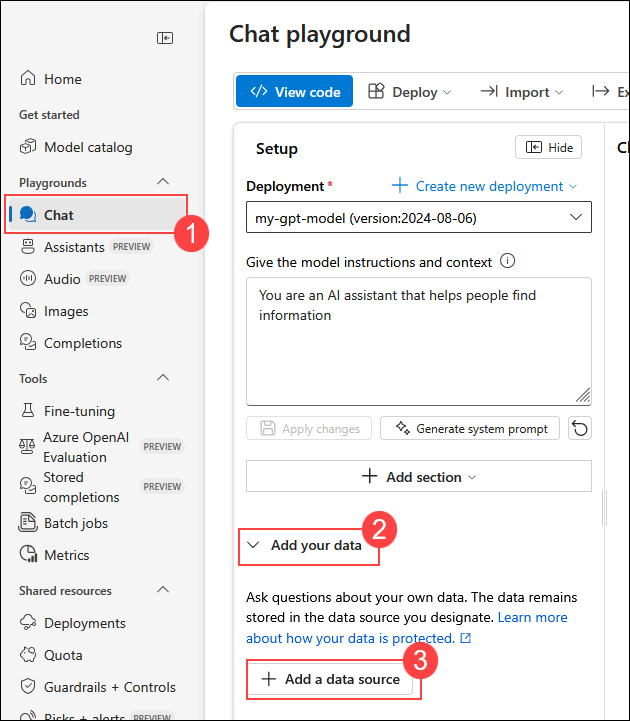 Chat playground
Home
Get started
Model catalog
Playgrounds
Chat
1
Assistants PREVIEW
Audio PREVIEW
Images
Completions
Tools
Fine-tuning
Azure OpenAI
Evaluation
PREVIEW
Stored
completions
PREVIEW
Batch jobs
Metrics
Shared resources
Deployments
Quota
Guardrails + Controls
Risks + alerts PREVIEW
View code Deploy Import
Setup
Hide
Deployment * Create new deployment
my-gpt-model (version:2024-08-06)
Give the model instructions and context
You are an AI assistant that helps people find
information
Apply changes Generate system prompt
Add section
2
Add your data
Ask questions about your own data. The data remains
stored in the data source you designate. Learn more
about how your data is protected.
3
Add a data source